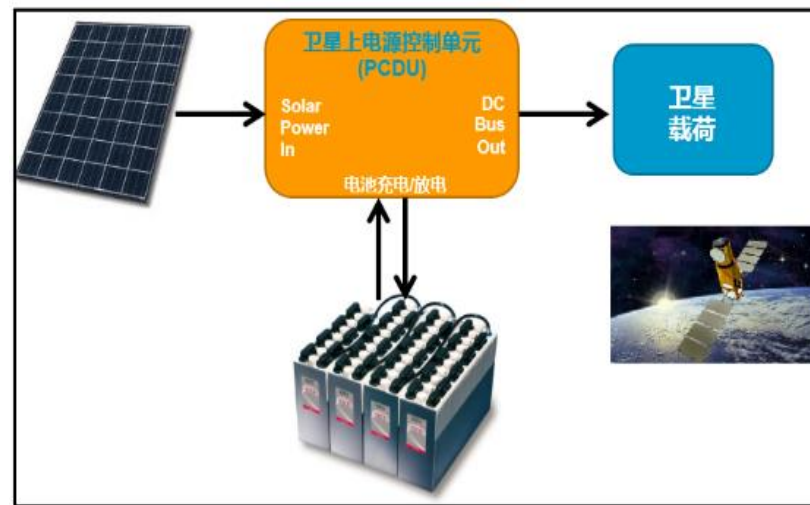 卫星上电源控制单元
(PCDU)
Solar
Power
In
DC
Bus
Out
电池充电/放电
卫星
载荷